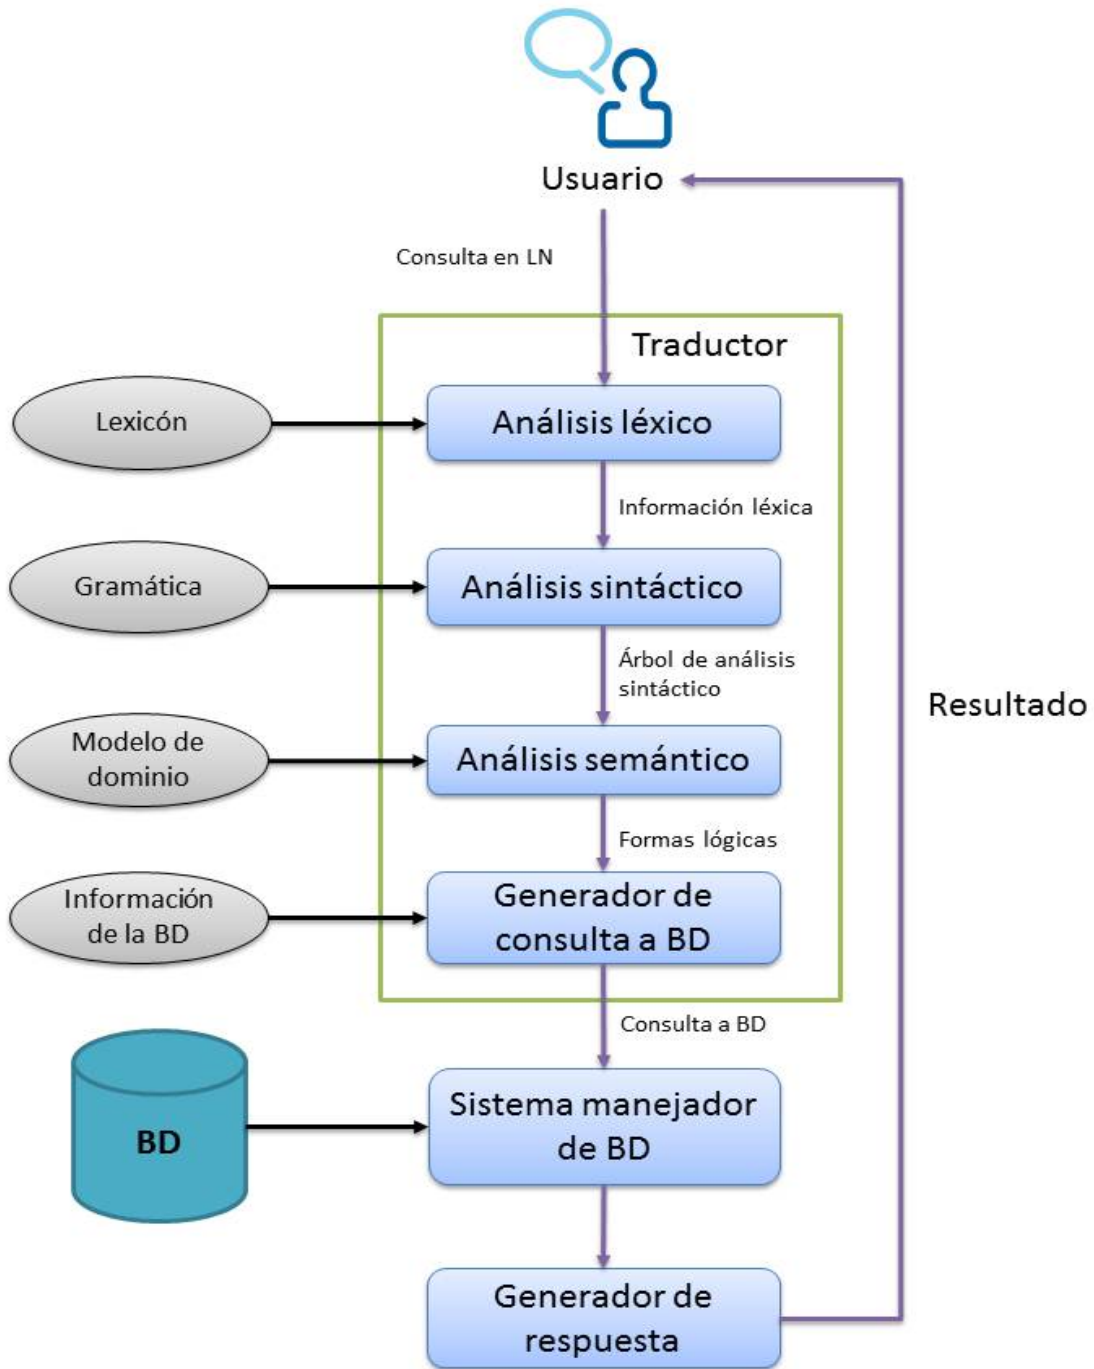 Usuario
Consulta en LN
Traductor
Lexicón
Análisis léxico
Información léxica
Gramática
Análisis sintáctico
Árbol de análisis
sintáctico
Resultado
Modelo de
dominio
Análisis semántico
Formas lógicas
Información
de la BD
Generador de
consulta a BD
Consulta a BD
BD
Sistema manejador
de BD
Generador de
respuesta